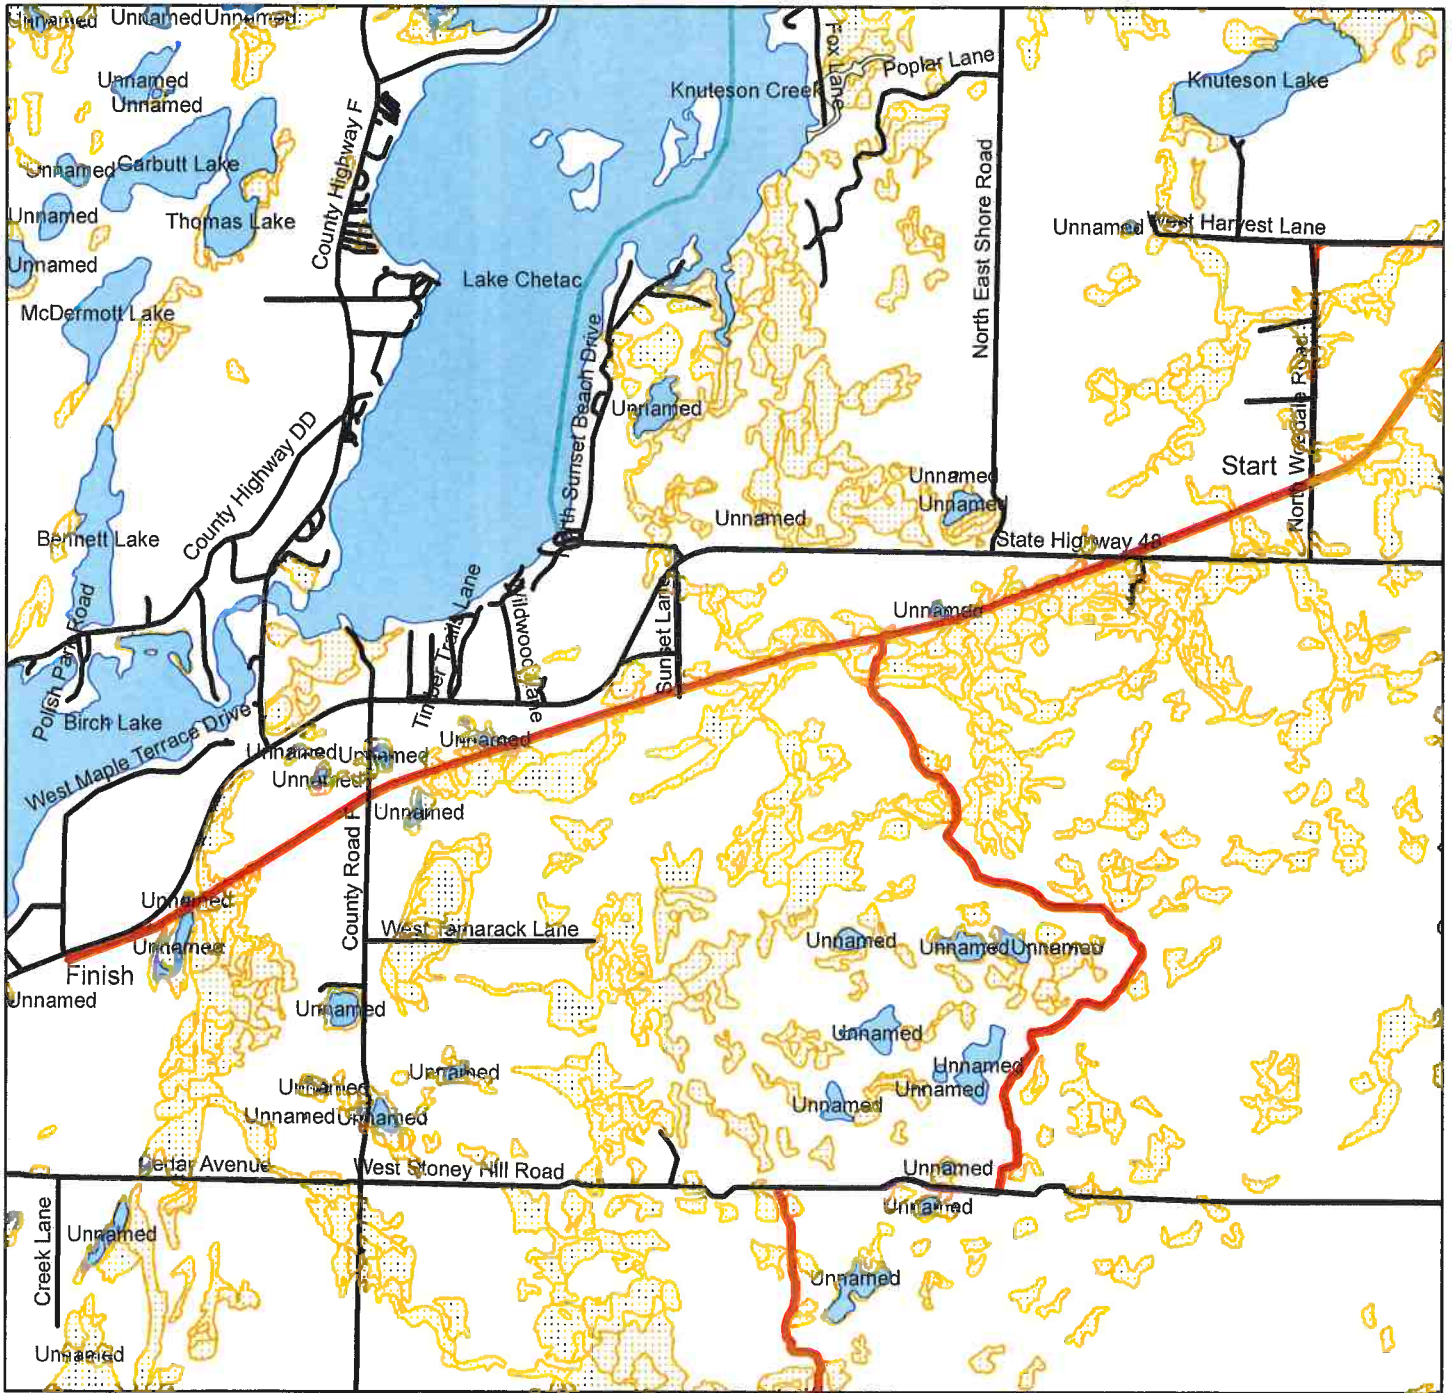 Unnamed
Unnamed
Unnamed
Unnamed
Unnamed
Garbutt Lake
Unnamed
Thomas Lake
Unnamed
Unnamed
McDermott Lake
County Highway F
Knuteson Creek
Fox Lane
Poplar Lane
Knuteson Lake
North East Shore Road
Unnamed
West Harvest Lane
Lake Chetac
North Sunset Beach Drive
Unnamed
County Highway DD
Bennett Lake
Unnamed
Unnamed
Unnamed
Start
North Wosdale Road
State Highway 48
Polish Park Road
Birch Lake
West Maple Terrace Drive
Timber Trails Lane
Wildwood Lane
Sunset Lane
Unnamed
Unnamed
Unnamed
Unnamed
Unnamed
Unnamed
County Road F
Unnamed
Unnamed
Finish
Unnamed
West Tamarack Lane
Unnamed
Unnamed
Unnamed
Unnamed
Unnamed
Unnamed
Unnamed
Unnamed
Unnamed
Unnamed
Unnamed
Unnamed
Cedar Avenue
West Stoney Hill Road
Unnamed
Unnamed
Creek Lane
Unnamed
Unnamed
Unnamed